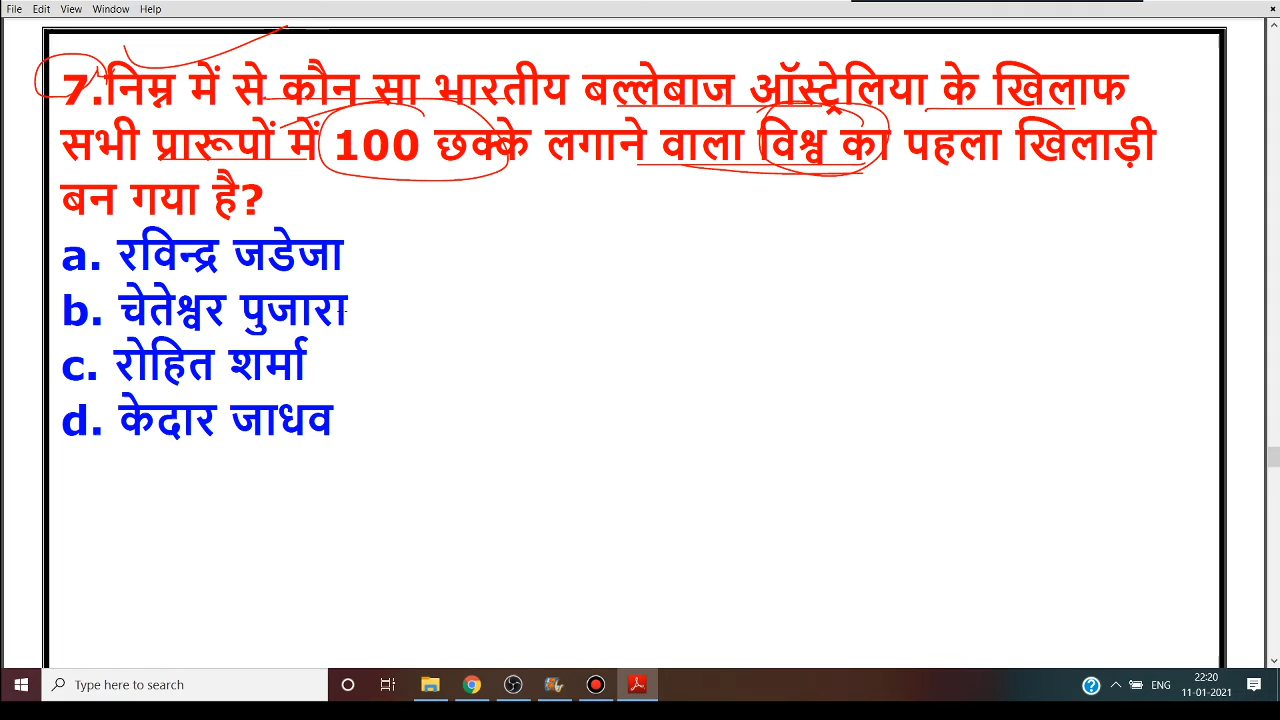 File Edit View Window Help
7.निम्न में से कौन सा भारतीय बल्लेबाज ऑस्ट्रेलिया के खिलाफ
सभी प्रारूपों में 100 छक्के लगाने वाला विश्व का पहला खिलाड़ी
बन गया है?
a. रविन्द्र जडेजा
b. चेतेश्वर पुजारा
c. रोहित शर्मा
d. केदार जाधव
Type here to search
ENG
22:20
11-01-2021